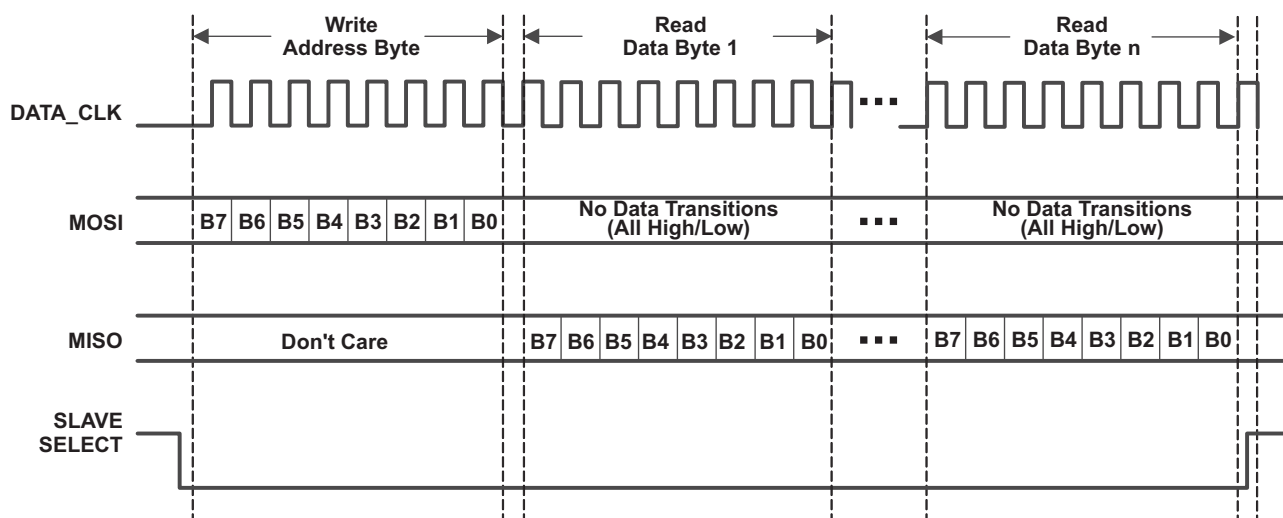 Write
Address Byte
Read
Data Byte 1
Read
Data Byte n
DATA_CLK
MOSI
B7 B6 B5 B4 B3 B2 B1 B0
No Data Transitions
(All High/Low)
No Data Transitions
(All High/Low)
MISO
Don't Care
B7 B6 B5 B4 B3 B2 B1 B0
B7 B6 B5 B4 B3 B2 B1 B0
SLAVE
SELECT